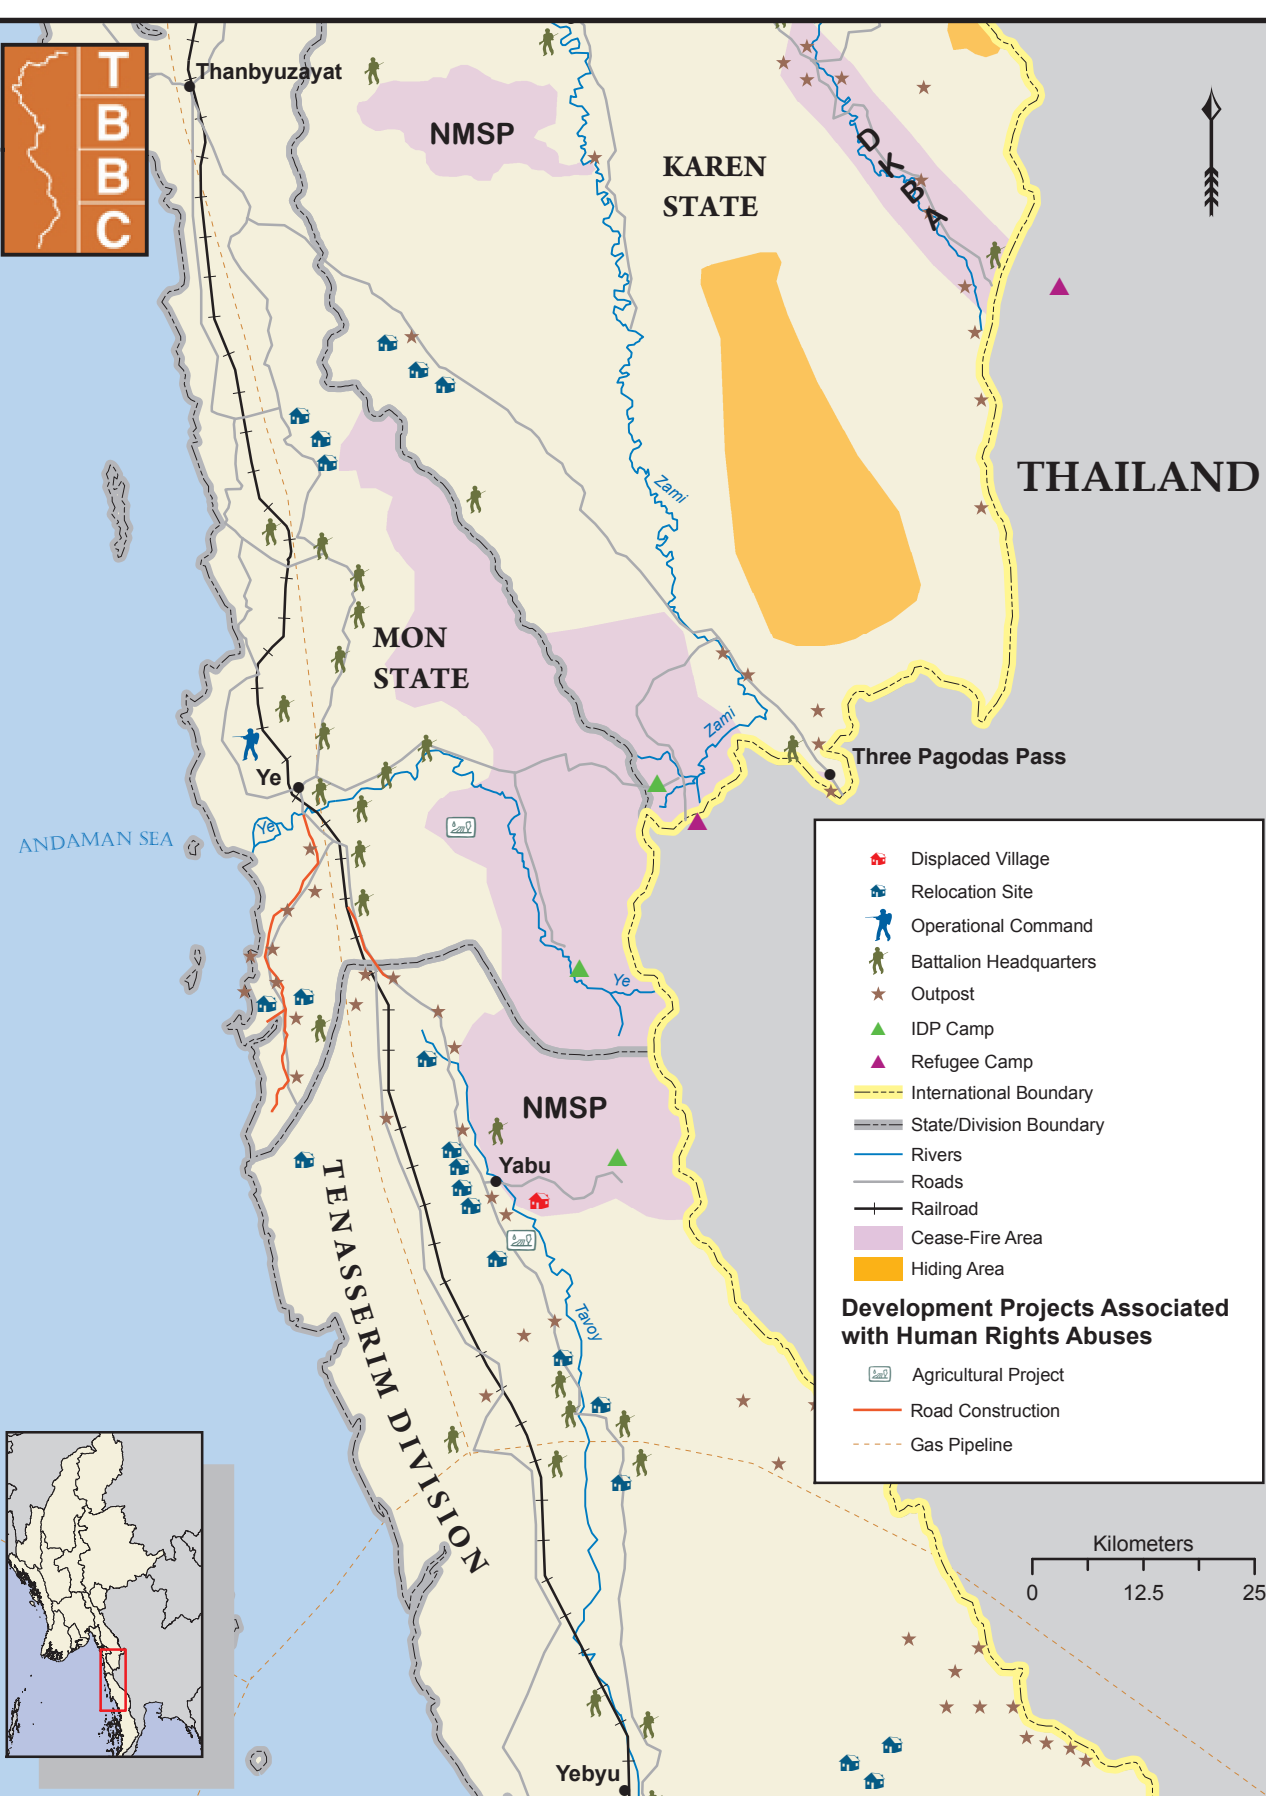 T
B
B
C
Thanbyuzayat
NMSP
KAREN
STATE
DKBA
THAILAND
Zami
MON
STATE
Zami
Three Pagodas Pass
Ye
Ye
ANDAMAN SEA
Ye
NMSP
Yabu
TENASSERIM DIVISION
Tavoy
Yebyu
Displaced Village
Relocation Site
Operational Command
Battalion Headquarters
Outpost
IDP Camp
Refugee Camp
International Boundary
State/Division Boundary
Rivers
Roads
Railroad
Cease-Fire Area
Hiding Area
Development Projects Associated
with Human Rights Abuses
Agricultural Project
Road Construction
Gas Pipeline
Kilometers
0 12.5 25